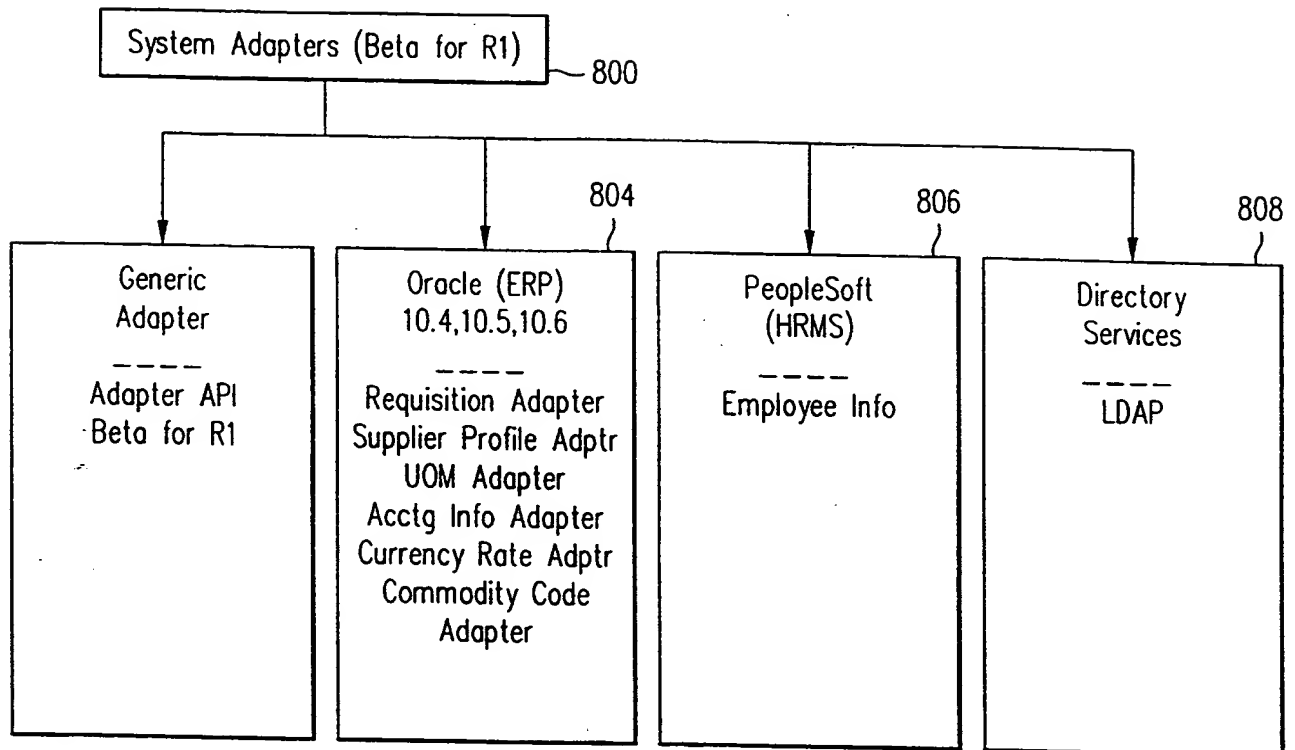 System Adapters (Beta for R1)
800
804
806
808
Generic
Adapter
Adapter API
Beta for R1
Oracle (ERP)
10.4,10.5,10.6
Requisition Adapter
Supplier Profile Adptr
UOM Adapter
Acctg Info Adapter
Currency Rate Adptr
Commodity Code
Adapter
PeopleSoft
(HRMS)
Employee Info
Directory
Services
LDAP